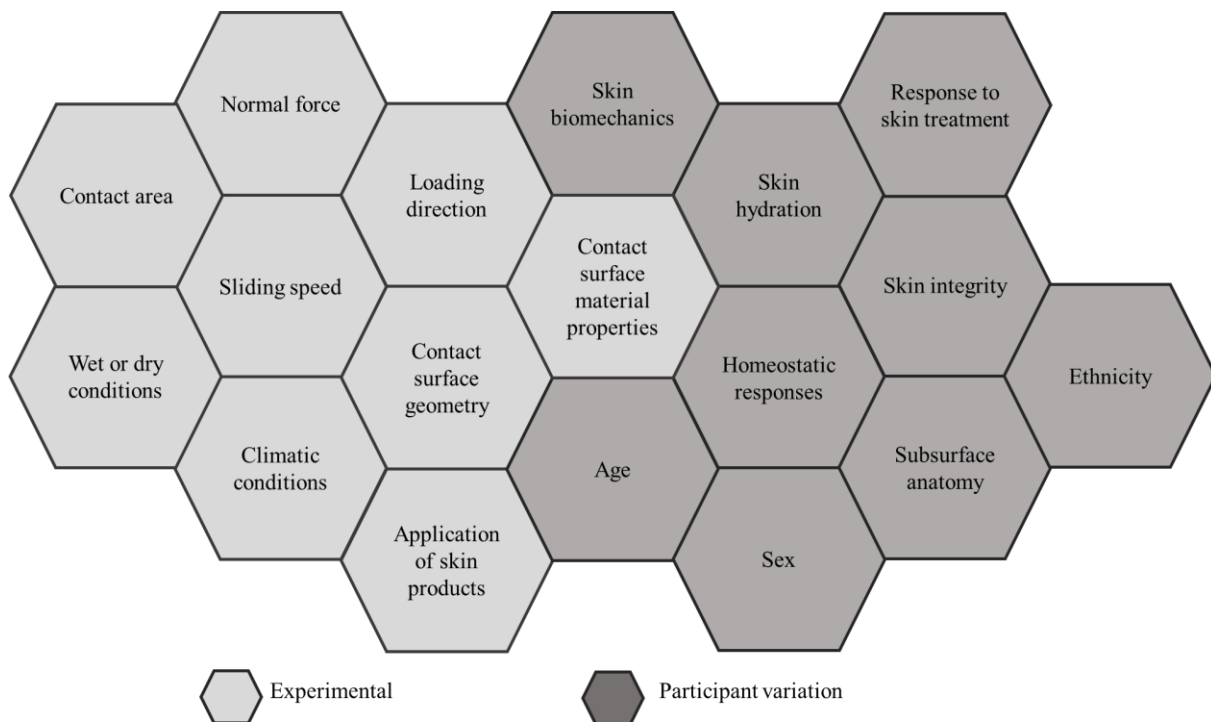 Normal force
Skin
biomechanics
Response to
skin treatment
Contact area
Loading
direction
Skin
hydration
Sliding speed
Contact
surface
material
properties
Skin integrity
Wet or dry
conditions
Contact
surface
geometry
Homeostatic
responses
Ethnicity
Climatic
conditions
Age
Subsurface
anatomy
Application
of skin
products
Sex
Experimental
Participant variation